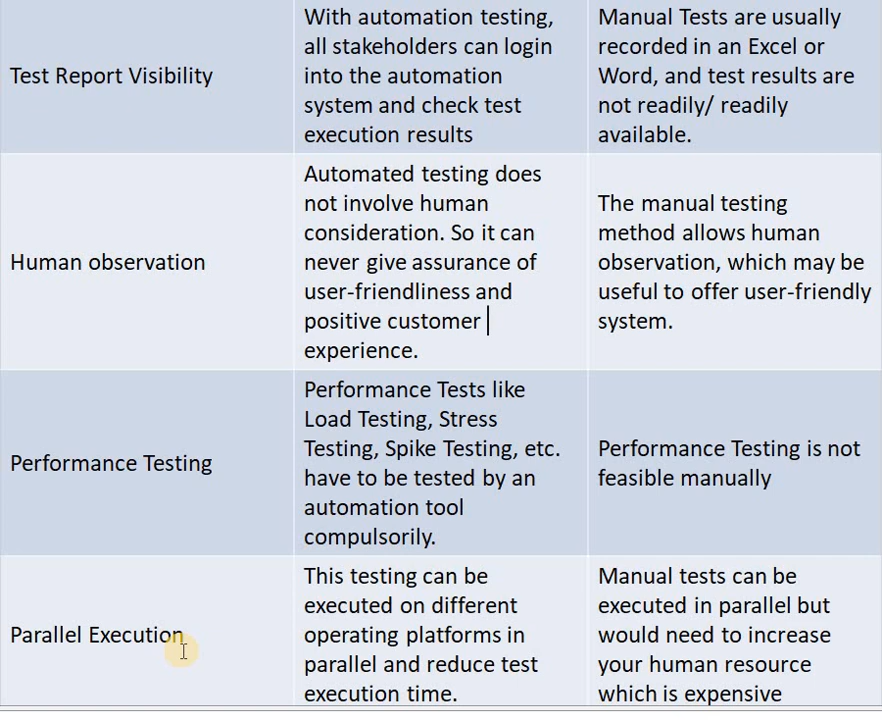 Test Report Visibility
With automation testing,
all stakeholders can login
into the automation
system and check test
execution results
Manual Tests are usually
recorded in an Excel or
Word, and test results are
not readily/ readily
available.
Human observation
Automated testing does
not involve human
consideration. So it can
never give assurance of
user-friendliness and
positive customer
experience.
The manual testing
method allows human
observation, which may be
useful to offer user-friendly
system.
Performance Testing
Performance Tests like
Load Testing, Stress
Testing, Spike Testing, etc.
have to be tested by an
automation tool
compulsorily.
Performance Testing is not
feasible manually
Parallel Execution
This testing can be
executed on different
operating platforms in
parallel and reduce test
execution time.
Manual tests can be
executed in parallel but
would need to increase
your human resource
which is expensive